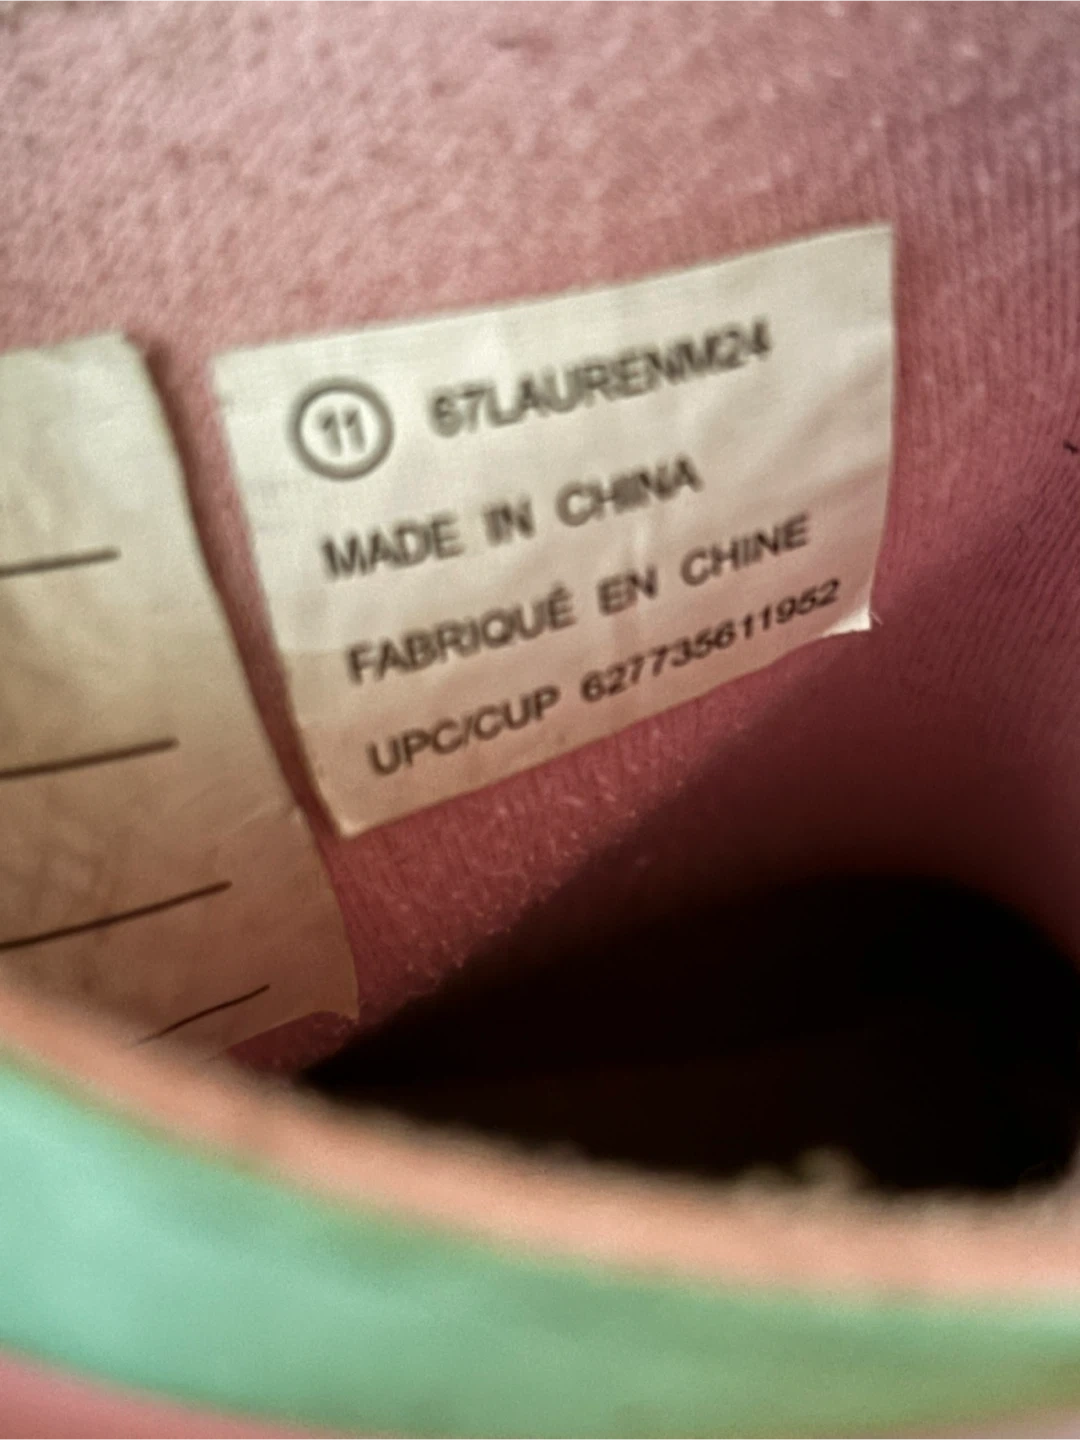 11 67LAURENM24
MADE IN CHINA
FABRIQUÉ EN CHINE
UPC/CUP 627735611952